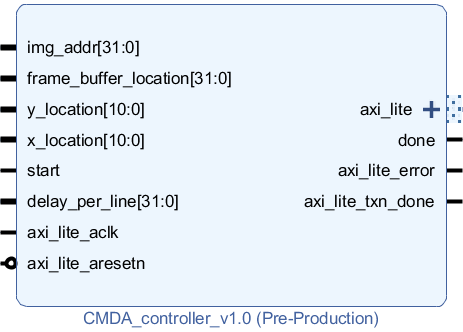 img_addr[31:0]
frame_buffer_location[31:0]
y_location[10:0]
x_location[10:0]
start
delay_per_line[31:0]
axi_lite_aclk
axi_lite_aresetn
axi_lite
done
axi_lite_error
axi_lite_txn_done
CMDA_controller_v1.0 (Pre-Production)